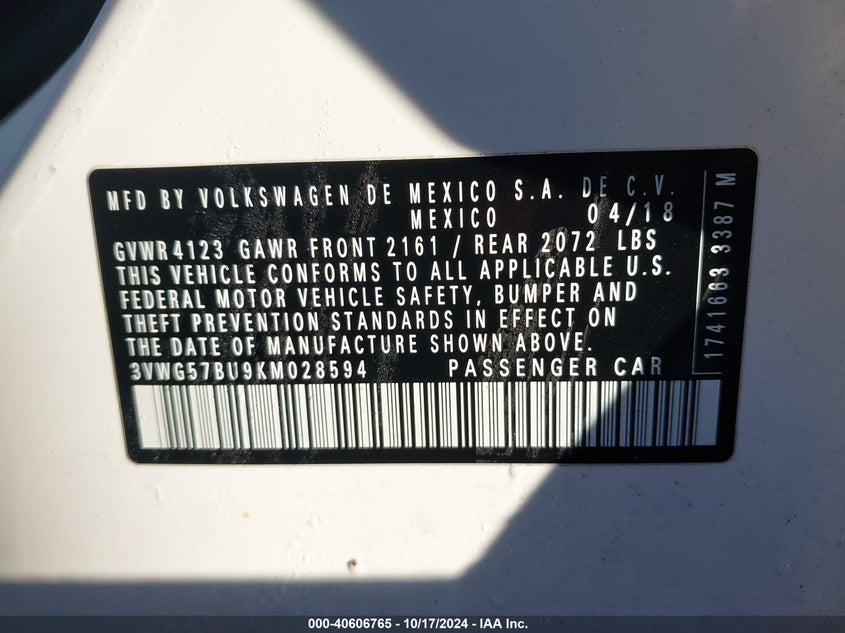 MFD BY VOLKSWAGEN DE MEXICO S.A. DE C.V.
MEXICO 04/18
GVWR 4123 GAWR FRONT 2161 / REAR 2072 LBS
THIS VEHICLE CONFORMS TO ALL APPLICABLE U.S.
FEDERAL MOTOR VEHICLE SAFETY, BUMPER AND
THEFT PREVENTION STANDARDS IN EFFECT ON
THE DATE OF MANUFACTURE SHOWN ABOVE.
3VWG57BU9KM028594 PASSENGER CAR
1741663 3387 M
000-40606765 - 10/17/2024 - IAA Inc.